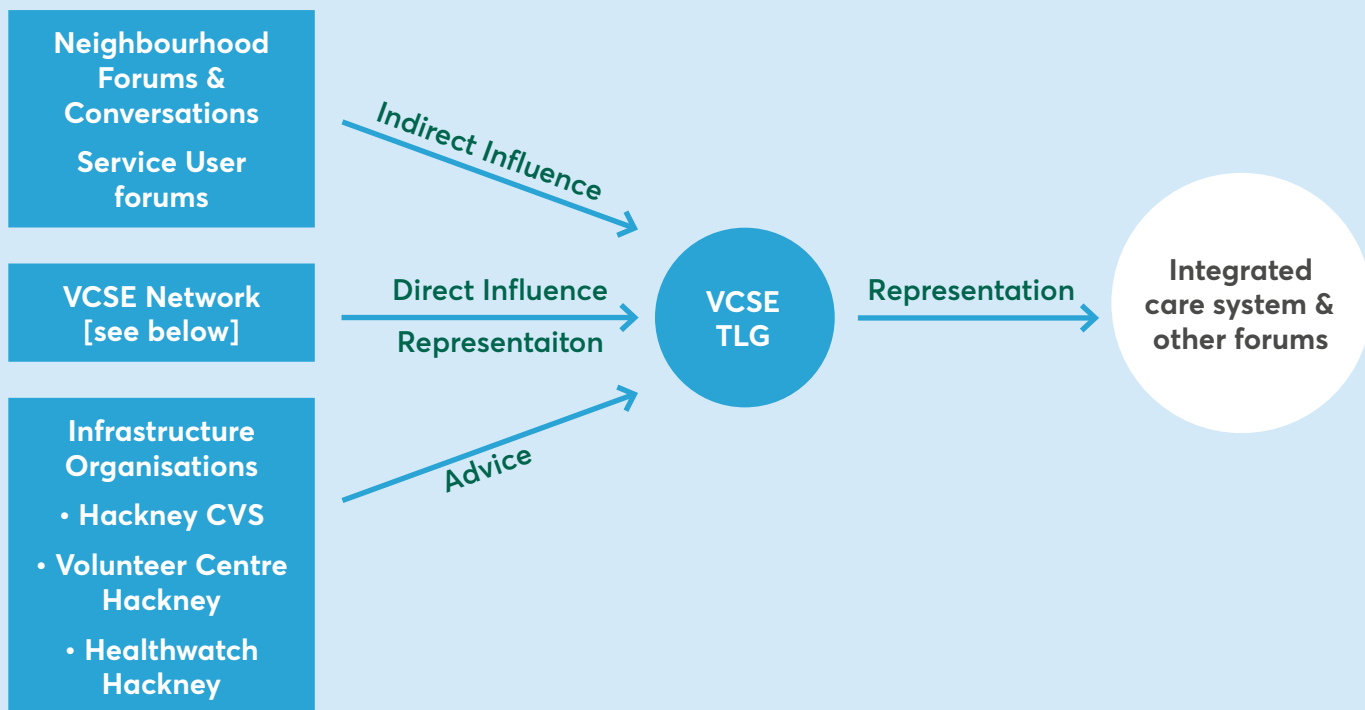 Neighbourhood
Forums &
Conversations
Service User
forums
Indirect Influence
VCSE Network
[see below]
Direct Influence
Representaiton
Infrastructure
Organisations
• Hackney CVS
• Volunteer Centre
Hackney
• Healthwatch
Hackney
Advice
VCSE
TLG
Representation
Integrated
care system &
other forums